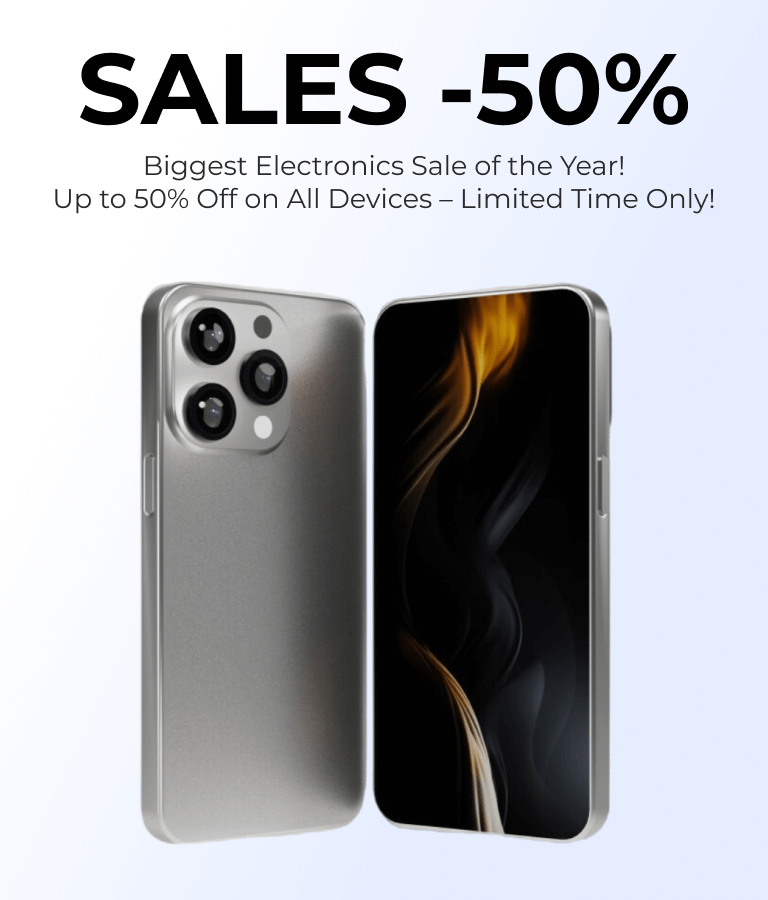 SALES -50%
Biggest Electronics Sale of the Year!
Up to 50% Off on All Devices – Limited Time Only!